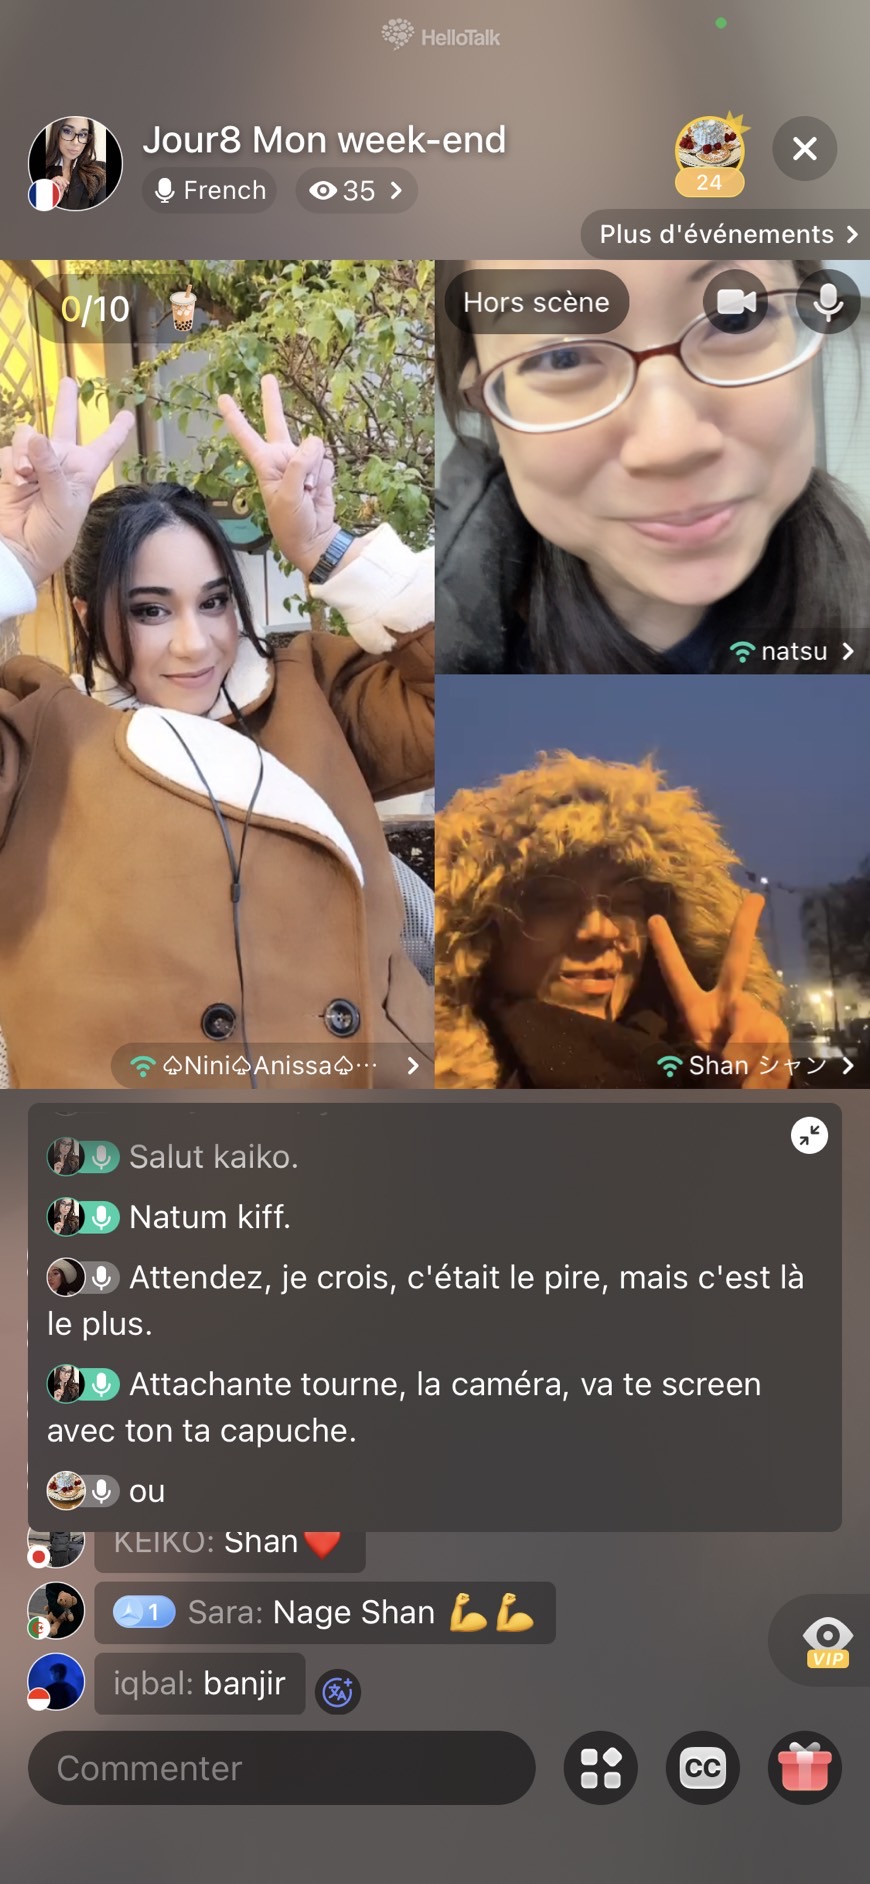 HelloTalk
Jour8 Mon week-end
French
35
24
Plus d'événements
0/10
Hors scène
natsu
♤Nini♤Anissa♤···
Shan シャン
Salut kaiko.
Natum kiff.
Attendez, je crois, c'était le pire, mais c'est là
le plus.
Attachante tourne, la caméra, va te screen
avec ton ta capuche.
ou
KEIKO: Shan❤️
1 Sara: Nage Shan 💪💪
iqbal: banjir
VIP
Commenter
CC